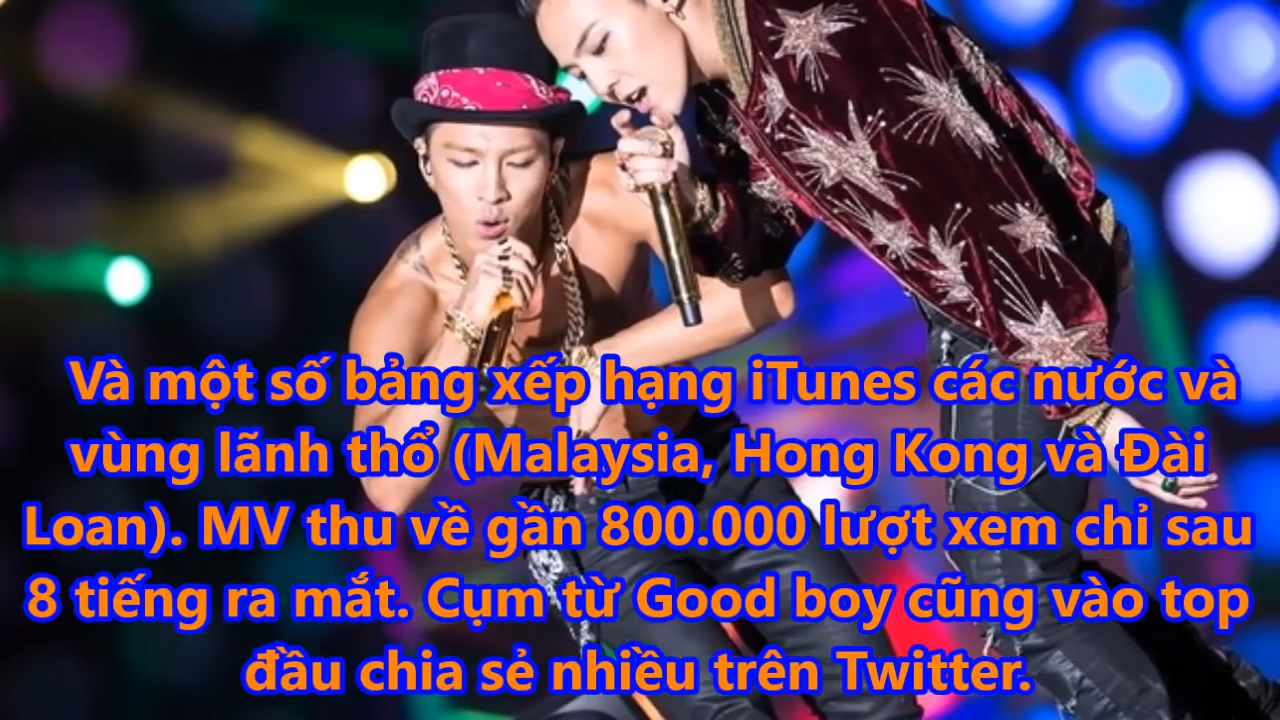 Và một số bảng xếp hạng iTunes các nước và
vùng lãnh thổ (Malaysia, Hong Kong và Đài
Loan). MV thu về gần 800.000 lượt xem chỉ sau
8 tiếng ra mắt. Cụm từ Good boy cũng vào top
đầu chia sẻ nhiều trên Twitter.